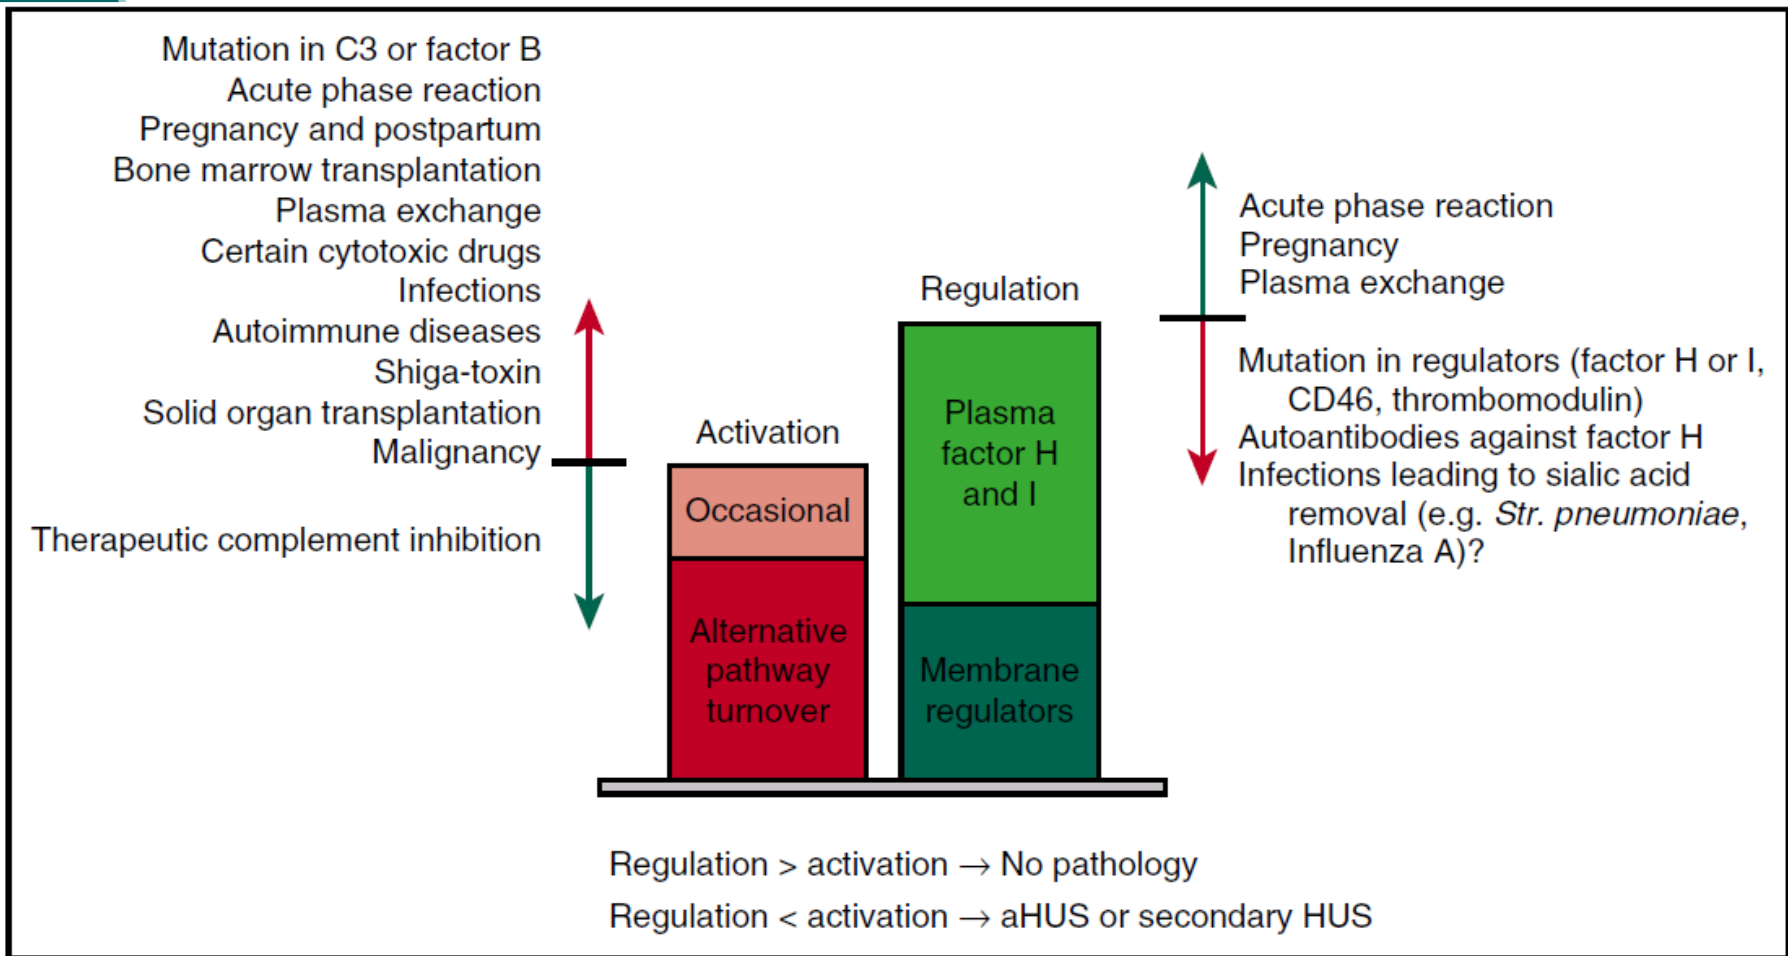 Mutation in C3 or factor B
Acute phase reaction
Pregnancy and postpartum
Bone marrow transplantation
Plasma exchange
Certain cytotoxic drugs
Infections
Autoimmune diseases
Shiga-toxin
Solid organ transplantation
Malignancy
Therapeutic complement inhibition
Activation
Occasional
Alternative
pathway
turnover
Regulation
Plasma
factor H
and I
Membrane
regulators
Acute phase reaction
Pregnancy
Plasma exchange
Mutation in regulators (factor H or I,
CD46, thrombomodulin)
Autoantibodies against factor H
Infections leading to sialic acid
removal (e.g. Str. pneumoniae,
Influenza A)?
Regulation > activation → No pathology
Regulation < activation → aHUS or secondary HUS